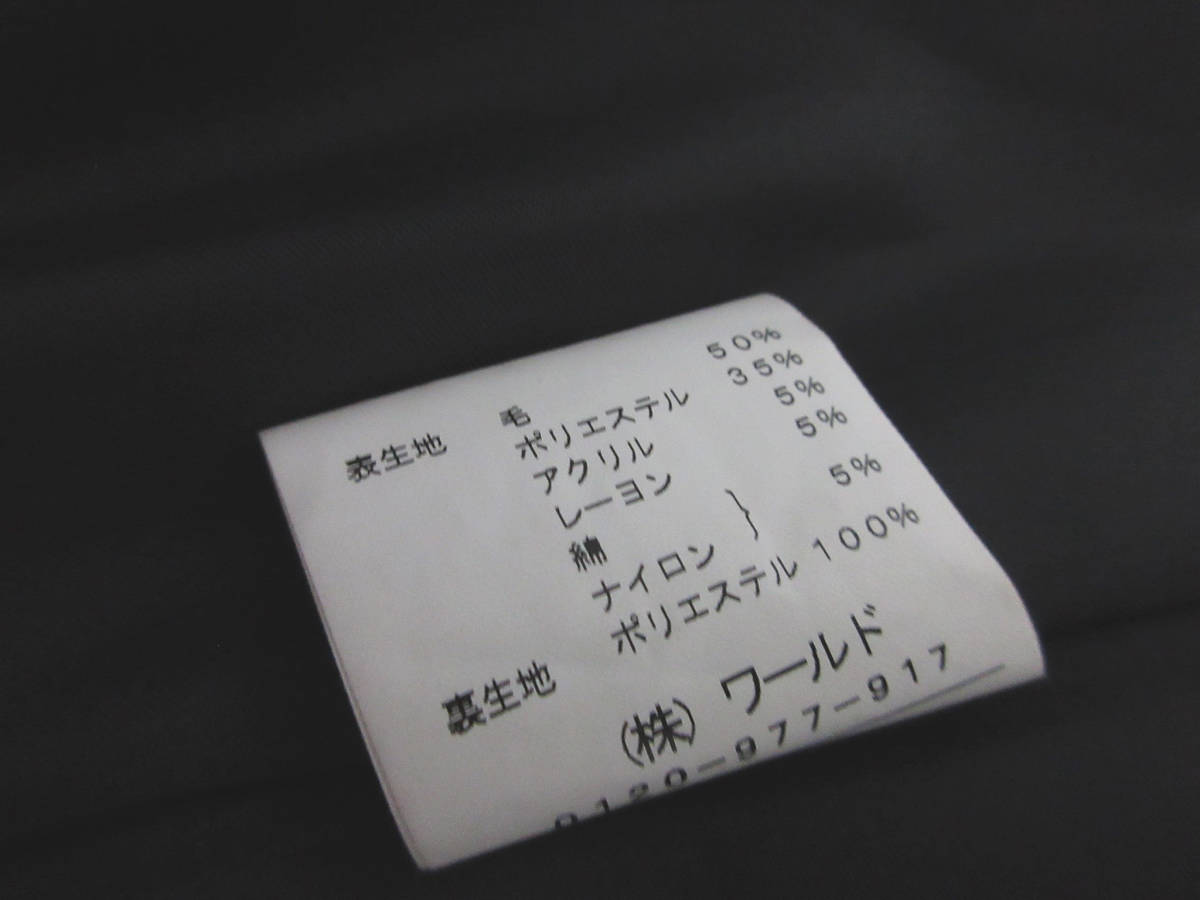 表生地 毛 50%
ポリエステル 35%
アクリル 5%
レーヨン 5%
綿
ナイロン } 5%
裏生地 ポリエステル 100%
(株) ワールド
0120-977-917